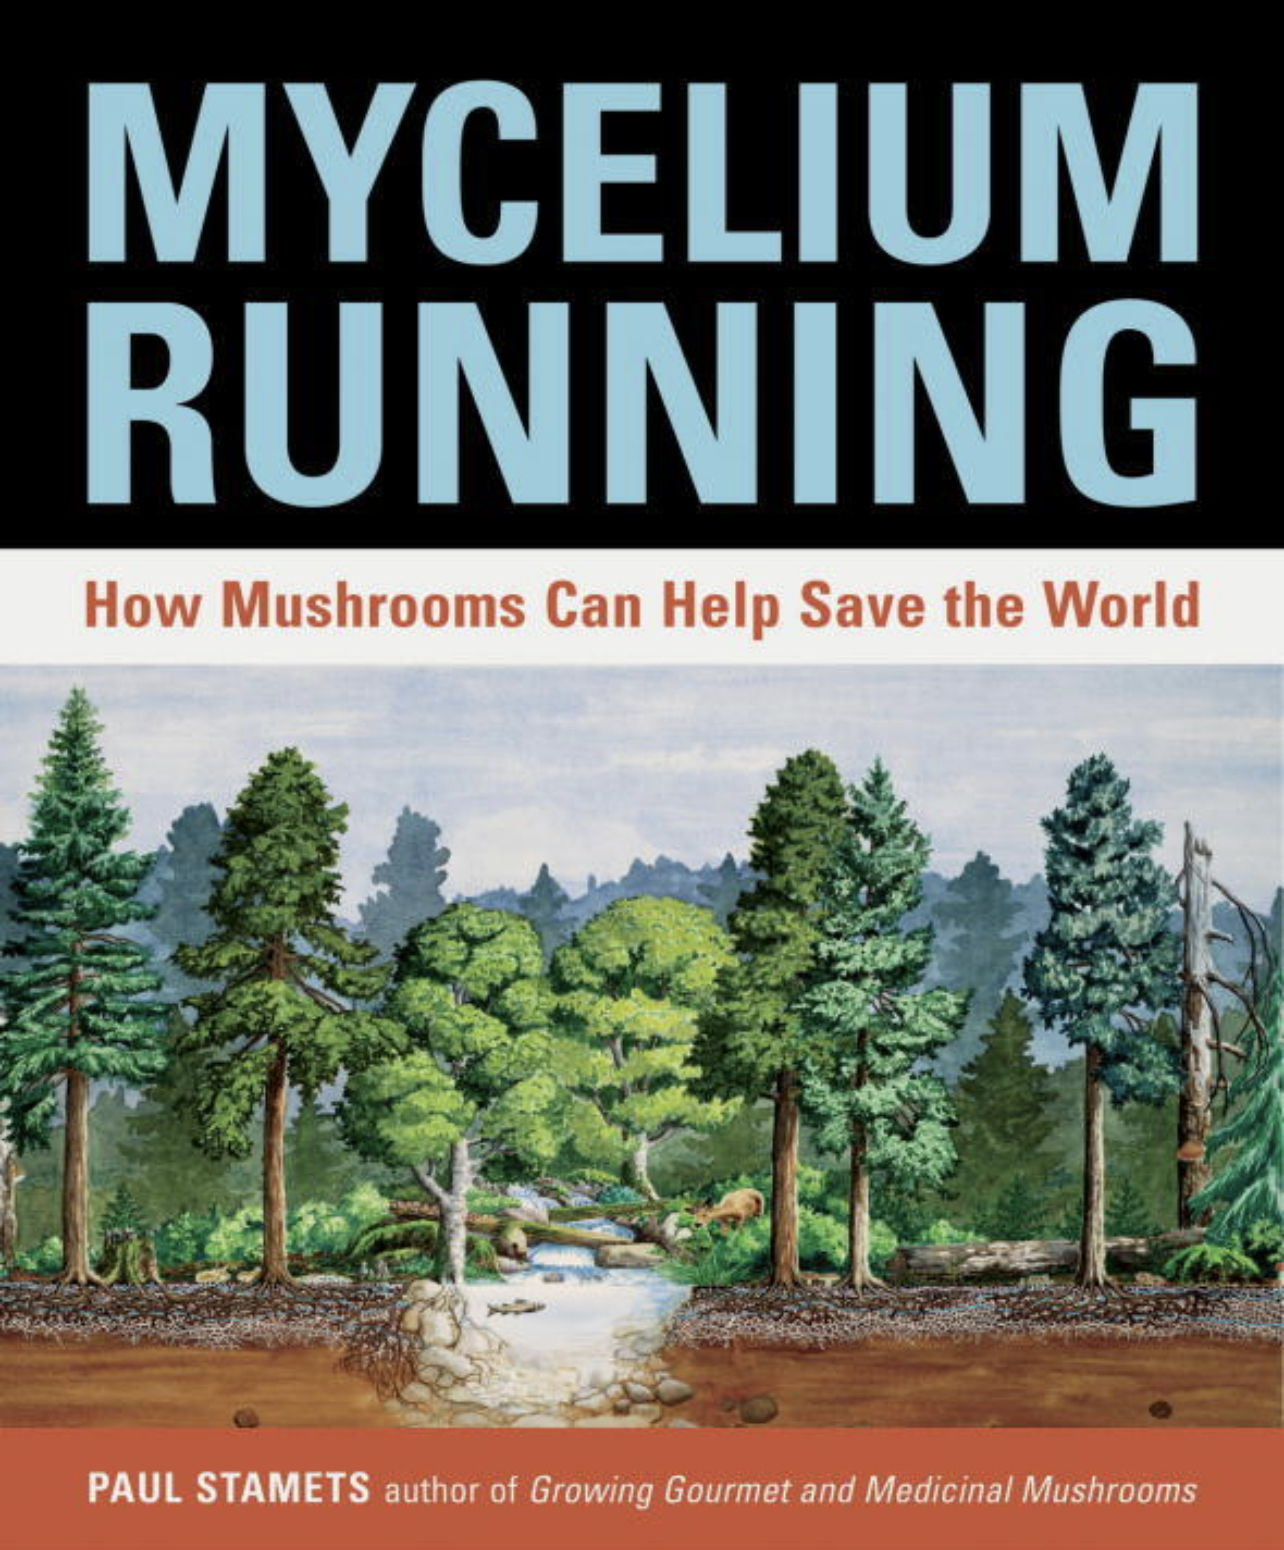 MYCELIUM
RUNNING
How Mushrooms Can Help Save the World
PAUL STAMETS author of Growing Gourmet and Medicinal Mushrooms